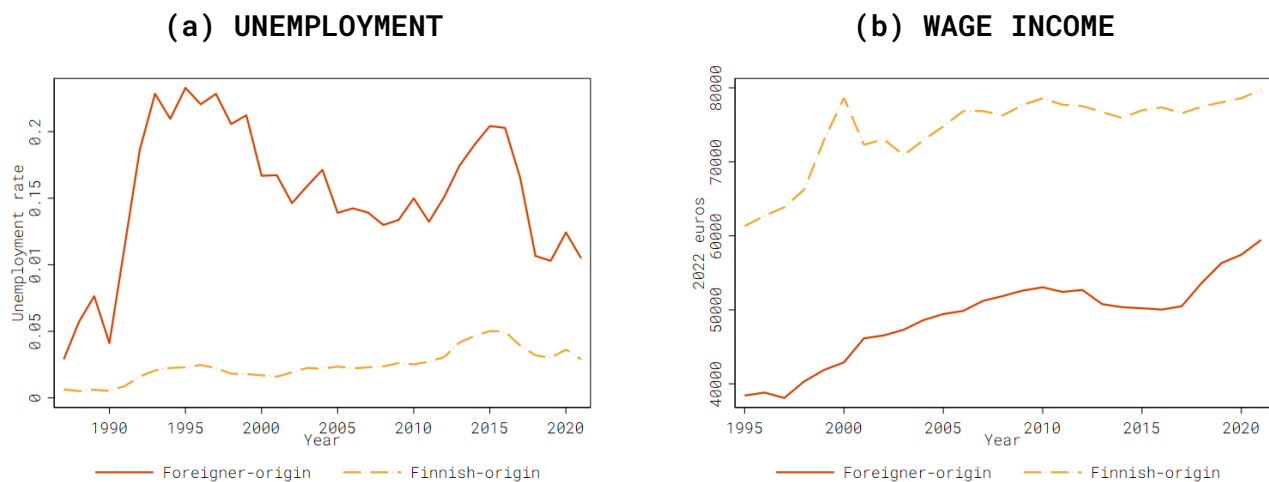 (a) UNEMPLOYMENT
Unemployment rate
0.2
0.15
0.01
0.05
0
1990 1995 2000 2005 2010 2015 2020
Year
Foreigner-origin Finnish-origin
(b) WAGE INCOME
2022 euros
80000
70000
60000
50000
40000
1995 2000 2005 2010 2015 2020
Year
Foreigner-origin Finnish-origin